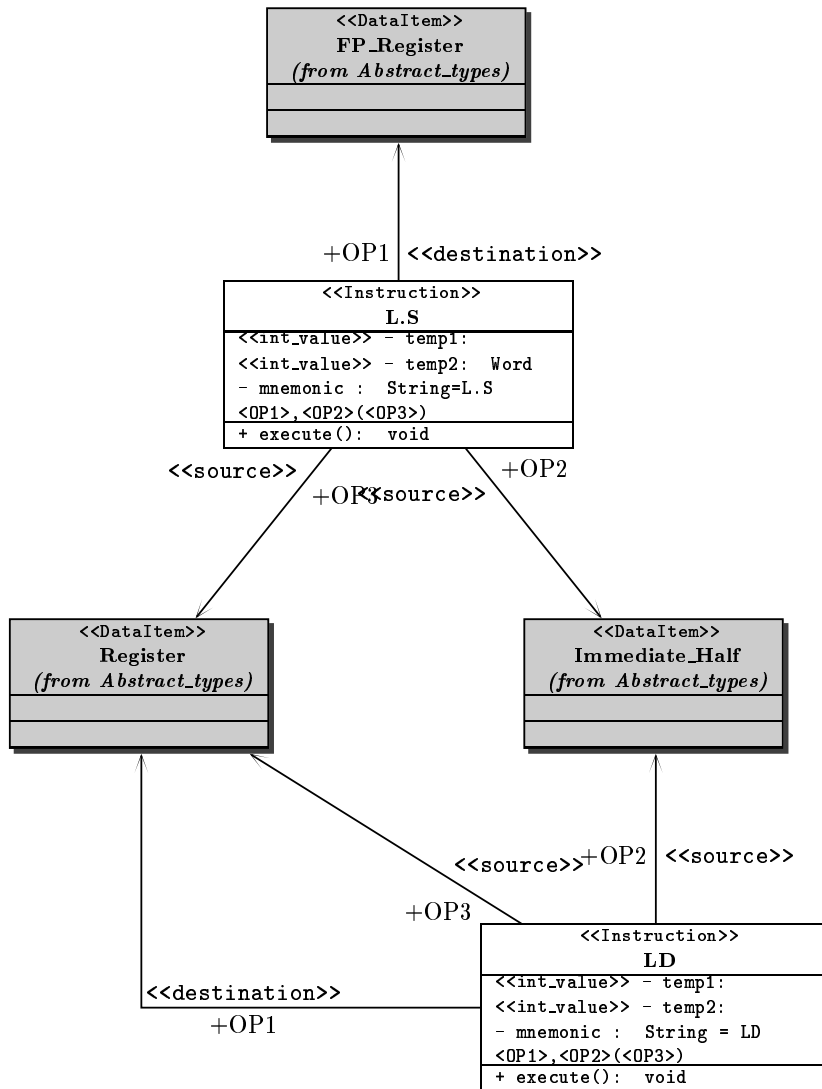 <<DataItem>>
FP_Register
(from Abstract_types)
+OP1 <<destination>>
<<Instruction>>
L.S
<<int_value>> - temp1:
<<int_value>> - temp2: Word
- mnemonic : String=L.S
<OP1>,<OP2>(<OP3>)
+ execute(): void
<<source>>
+OP2
+OP3
<<source>>
<<DataItem>>
Register
(from Abstract_types)
<<DataItem>>
Immediate_Half
(from Abstract_types)
<<source>>
+OP2 <<source>>
+OP3
<<destination>>
+OP1
<<Instruction>>
LD
<<int_value>> - temp1:
<<int_value>> - temp2:
- mnemonic : String = LD
<OP1>,<OP2>(<OP3>)
+ execute(): void